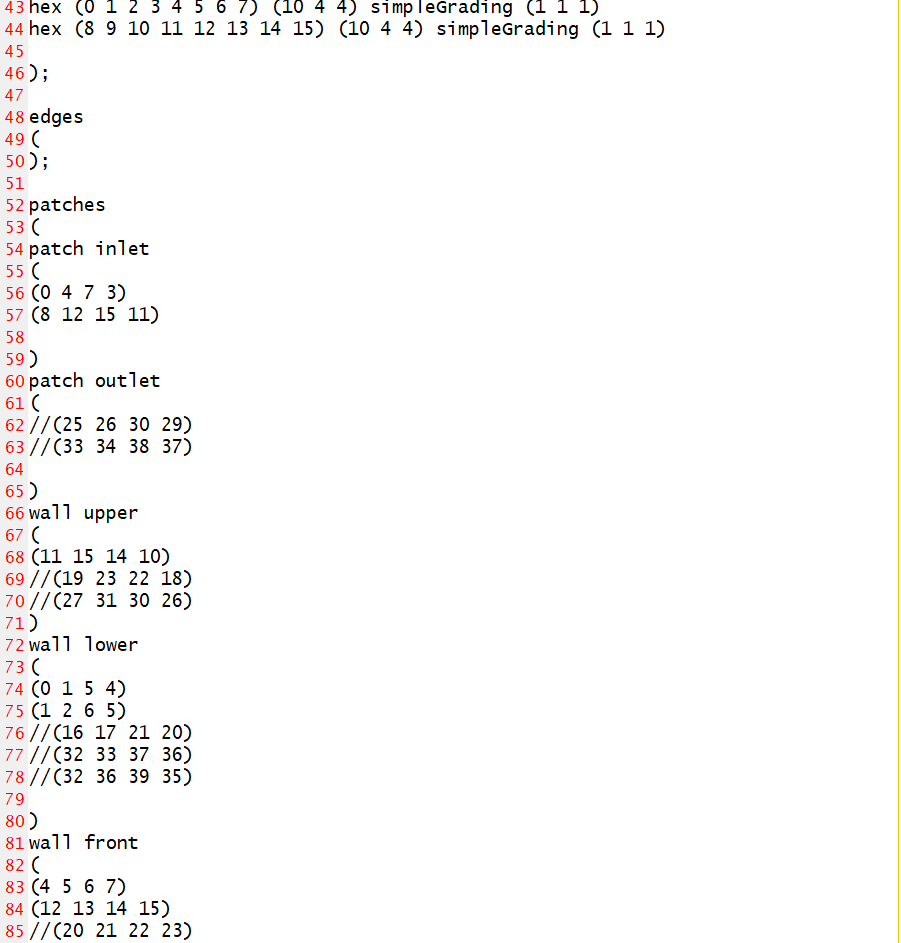 43 hex (0 1 2 3 4 5 6 7) (10 4 4) simpleGrading (1 1 1)
44 hex (8 9 10 11 12 13 14 15) (10 4 4) simpleGrading (1 1 1)
45
46 );
47
48 edges
49 (
50 );
51
52 patches
53 (
54 patch inlet
55 (
56 (0 4 7 3)
57 (8 12 15 11)
58
59 )
60 patch outlet
61 (
62 //(25 26 30 29)
63 //(33 34 38 37)
64
65 )
66 wall upper
67 (
68 (11 15 14 10)
69 //(19 23 22 18)
70 //(27 31 30 26)
71 )
72 wall lower
73 (
74 (0 1 5 4)
75 (1 2 6 5)
76 //(16 17 21 20)
77 //(32 33 37 36)
78 //(32 36 39 35)
79
80 )
81 wall front
82 (
83 (4 5 6 7)
84 (12 13 14 15)
85 //(20 21 22 23)